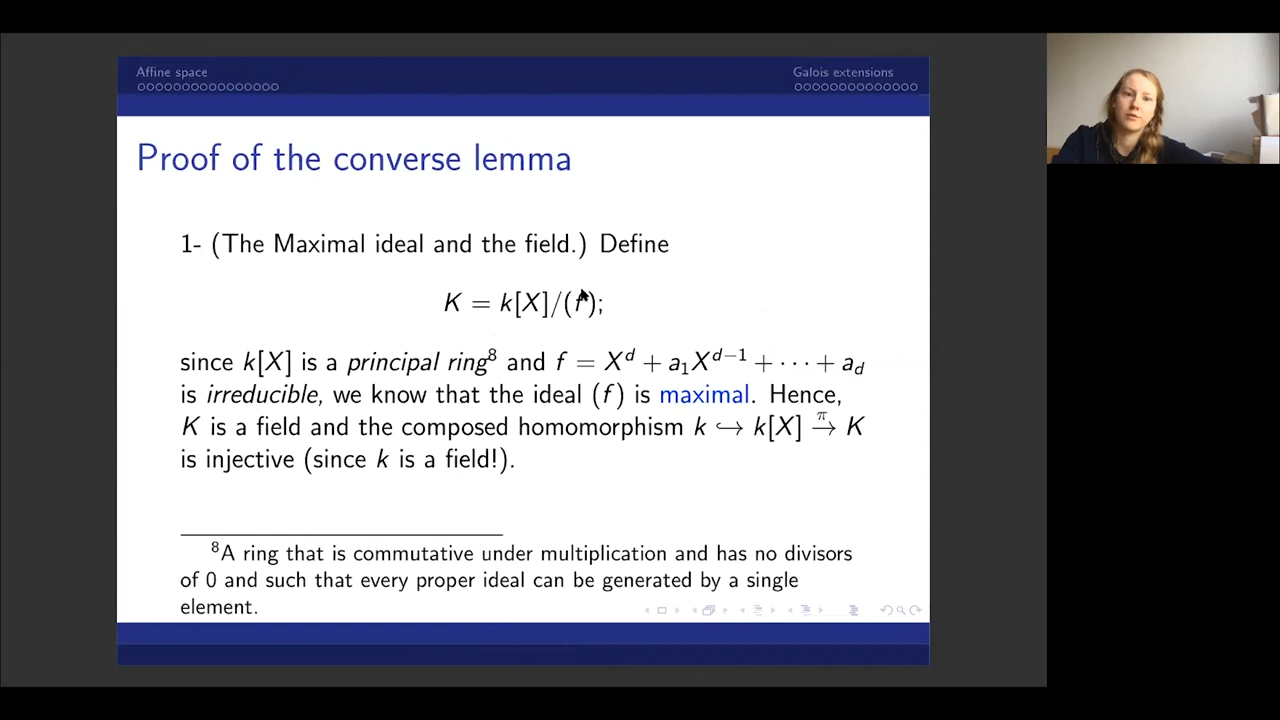 Affine space
Galois extensions
Proof of the converse lemma
1- (The Maximal ideal and the field.) Define
K = k[X]/(f);
since k[X] is a principal ring⁸ and f = X^d + a₁X^{d−1} + ⋯ + a_d
is irreducible, we know that the ideal (f) is maximal. Hence,
K is a field and the composed homomorphism k ↪ k[X] →^π K
is injective (since k is a field!).
⁸A ring that is commutative under multiplication and has no divisors
of 0 and such that every proper ideal can be generated by a single
element.